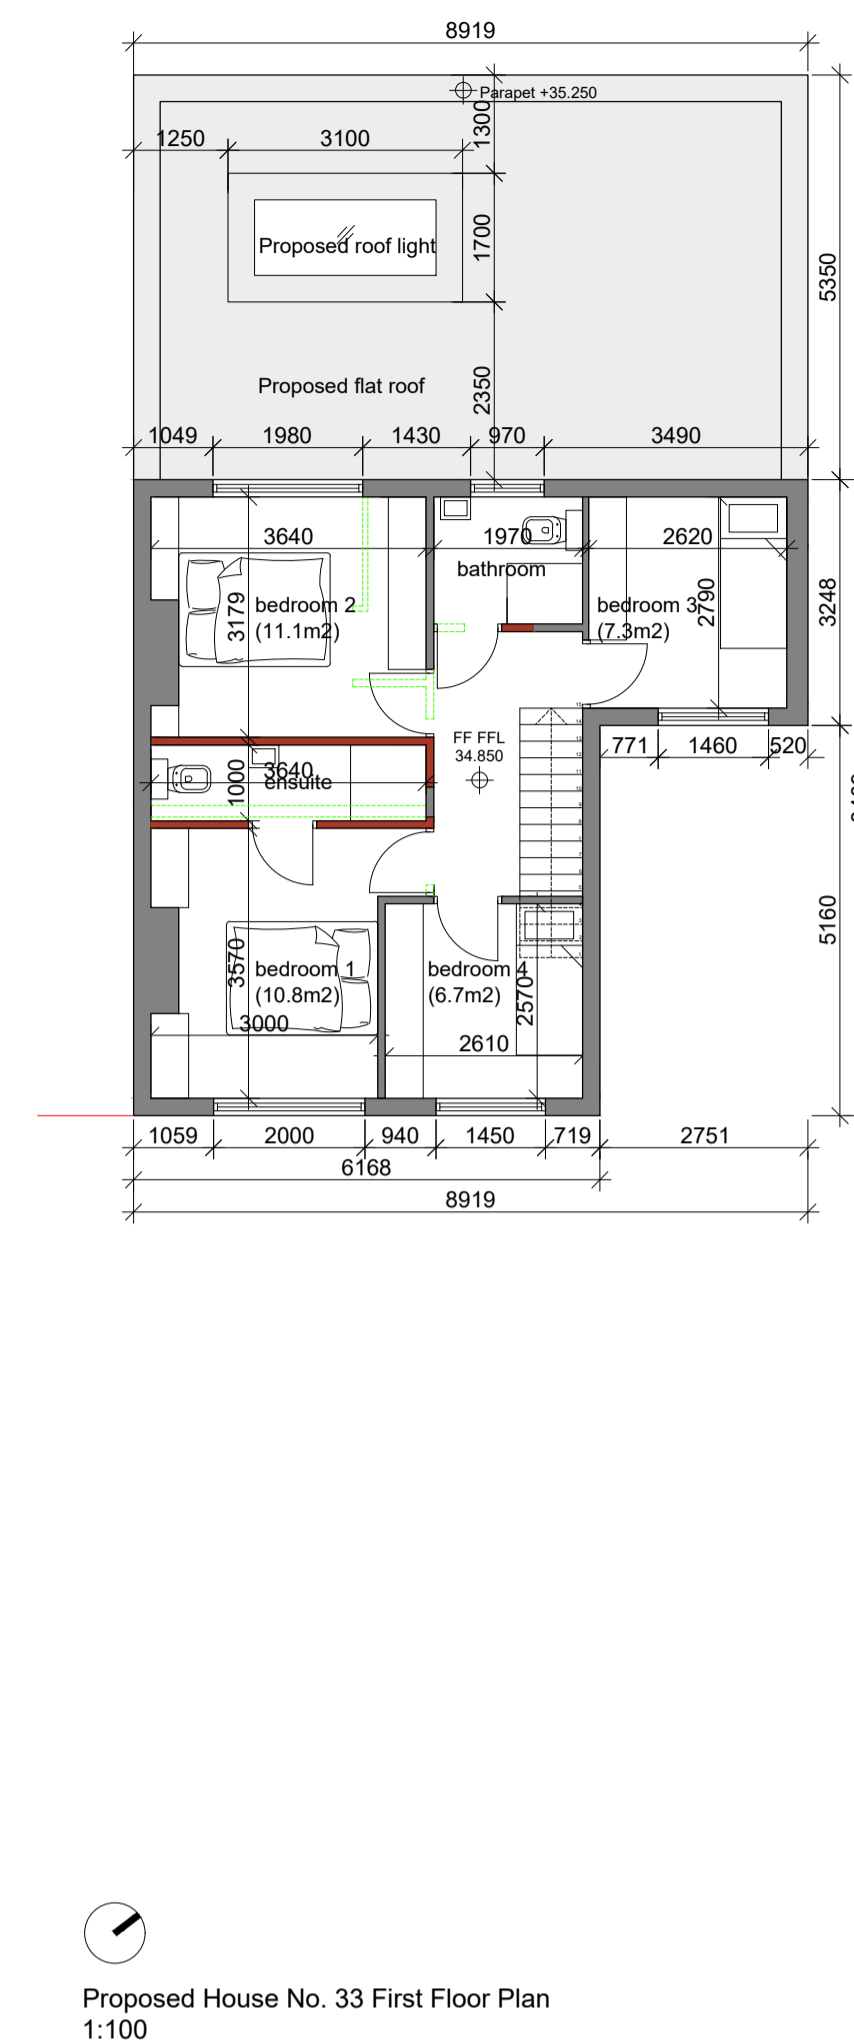 8919
Parapet +35.250
1300
1250
3100
1700
Proposed roof light
5350
Proposed flat roof
2350
1049
1980
1430
970
3490
3640
1970
2620
bathroom
bedroom 2
(11.1m2)
3179
bedroom 3
(7.3m2)
2790
3248
FF FFL
34.850
771
1460
520
3640
ensuite
1000
5160
bedroom 1
(10.8m2)
3570
3000
bedroom 4
(6.7m2)
2570
2610
1059
2000
940
1450
719
2751
6168
8919
Proposed House No. 33 First Floor Plan
1:100